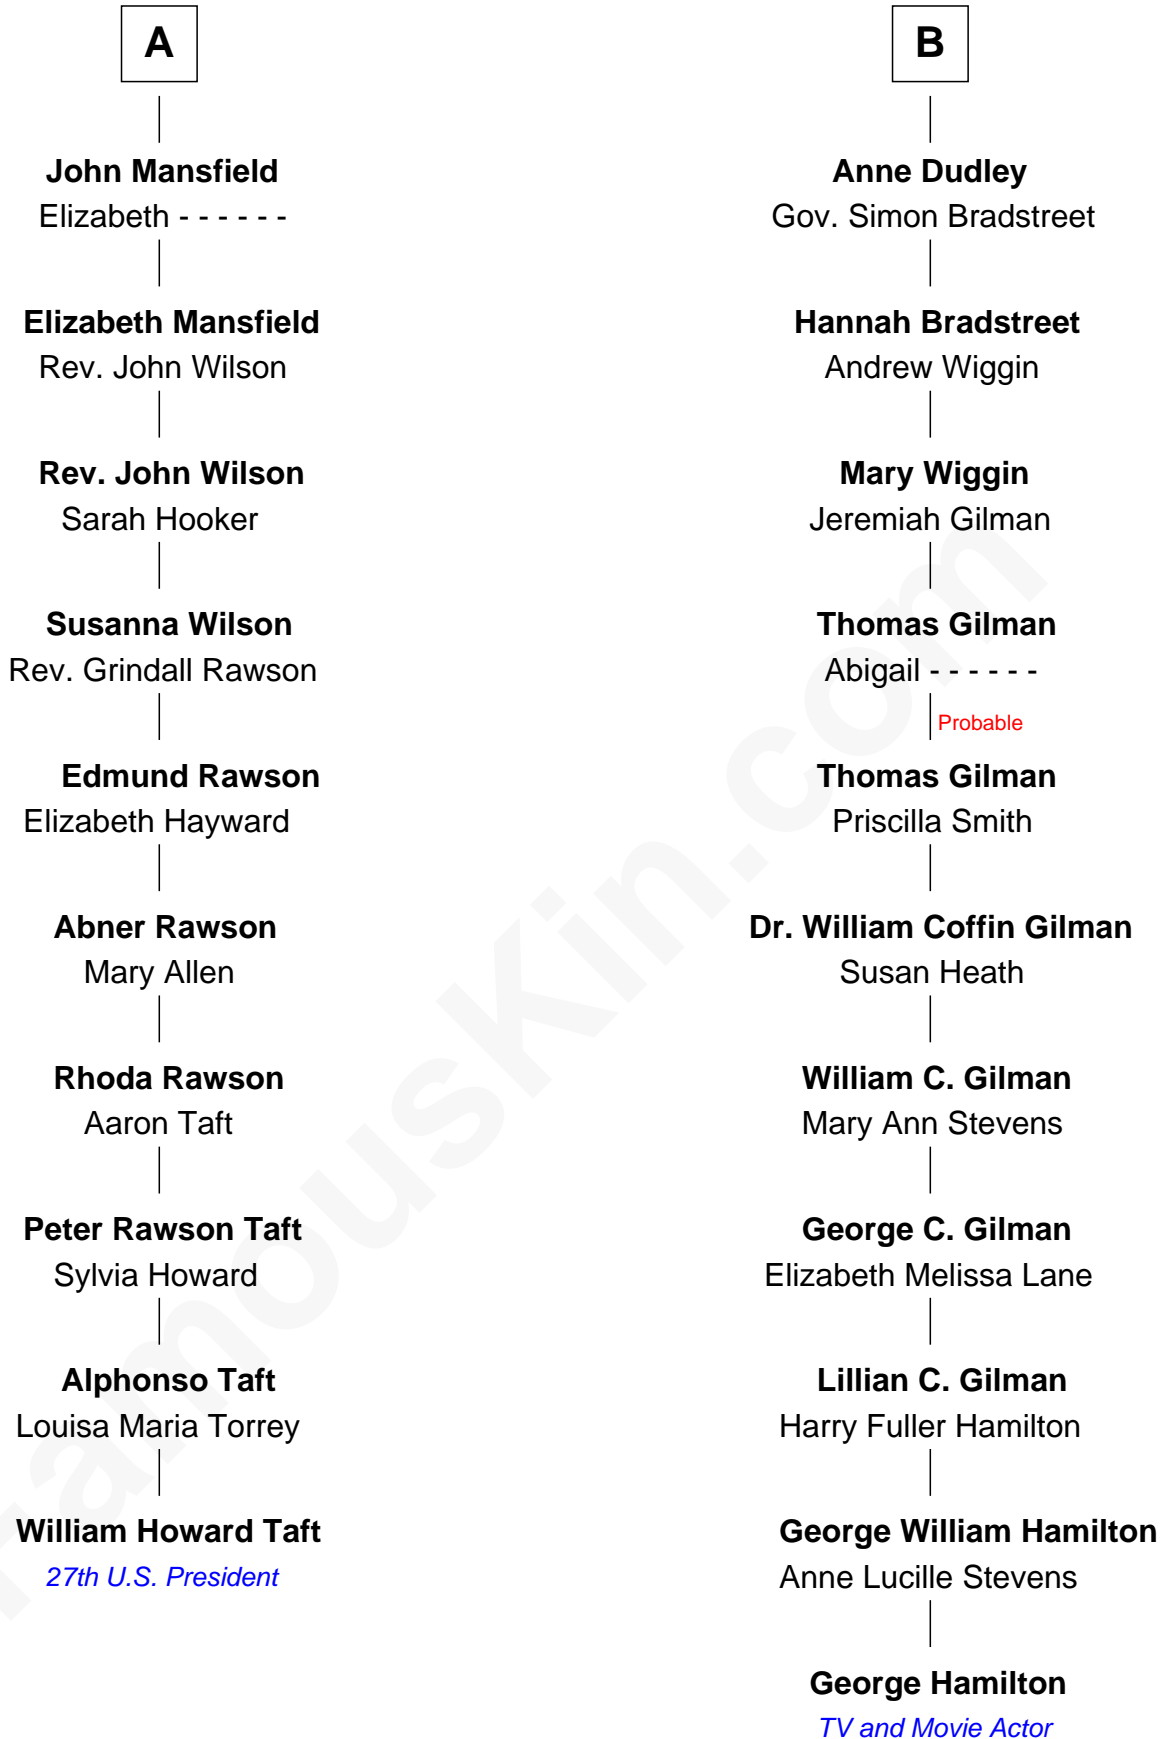 A
John Mansfield
Elizabeth - - - - - -
Elizabeth Mansfield
Rev. John Wilson
Rev. John Wilson
Sarah Hooker
Susanna Wilson
Rev. Grindall Rawson
Edmund Rawson
Elizabeth Hayward
Abner Rawson
Mary Allen
Rhoda Rawson
Aaron Taft
Peter Rawson Taft
Sylvia Howard
Alphonso Taft
Louisa Maria Torrey
William Howard Taft
27th U.S. President
B
Anne Dudley
Gov. Simon Bradstreet
Hannah Bradstreet
Andrew Wiggin
Mary Wiggin
Jeremiah Gilman
Thomas Gilman
Abigail - - - - - -
Probable
Thomas Gilman
Priscilla Smith
Dr. William Coffin Gilman
Susan Heath
William C. Gilman
Mary Ann Stevens
George C. Gilman
Elizabeth Melissa Lane
Lillian C. Gilman
Harry Fuller Hamilton
George William Hamilton
Anne Lucille Stevens
George Hamilton
TV and Movie Actor
FamousKin.com